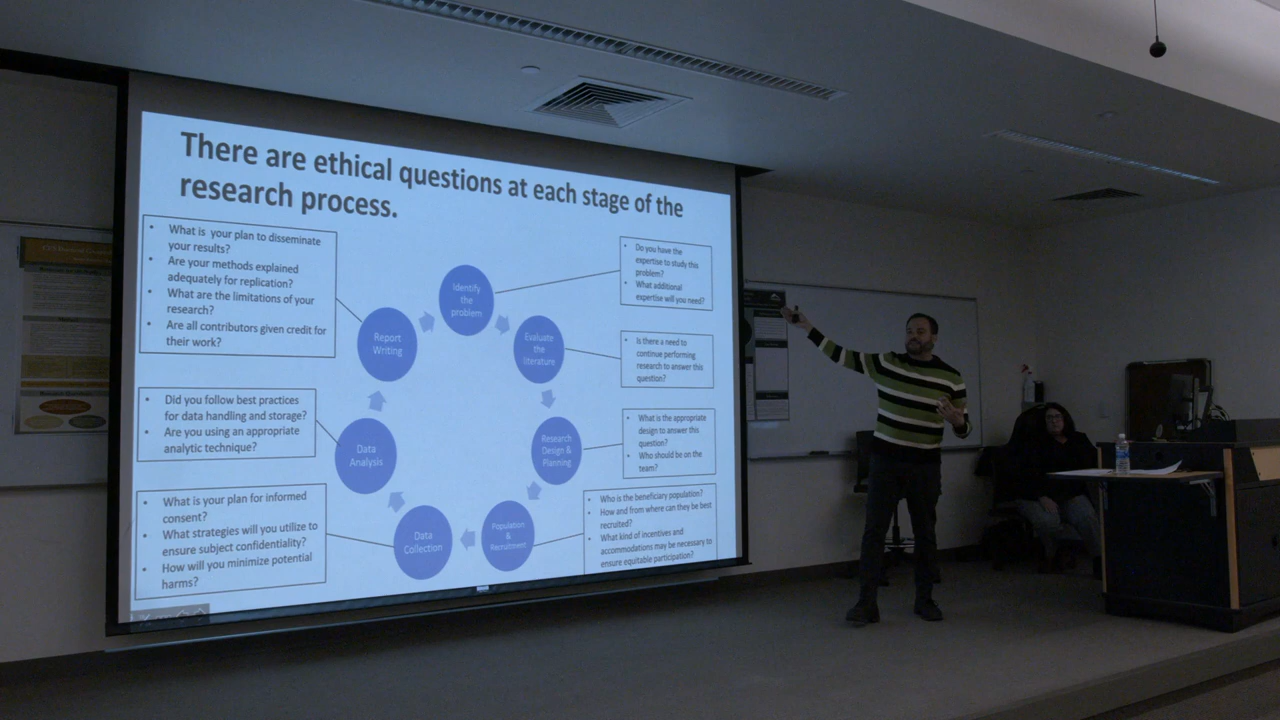 There are ethical questions at each stage of the
research process.
• What is your plan to disseminate
your results?
• Are your methods explained
adequately for replication?
• What are the limitations of your
research?
• Are all contributors given credit for
their work?
• Did you follow best practices
for data handling and storage?
• Are you using an appropriate
analytic technique?
• What is your plan for informed
consent?
• What strategies will you utilize to
ensure subject confidentiality?
• How will you minimize potential
harms?
Identify
the
problem
Evaluate
the
literature
Research
Design &
Planning
Population
&
Recruitment
Data
Collection
Data
Analysis
Report
Writing
• Do you have the
expertise to study this
problem?
• What additional
expertise will you need?
• Is there a need to
continue performing
research to answer this
question?
• What is the appropriate
design to answer this
question?
• Who should be on the
team?
• Who is the beneficiary population?
• How and from where can they be best
recruited?
• What kind of incentives and
accommodations may be necessary to
ensure equitable participation?